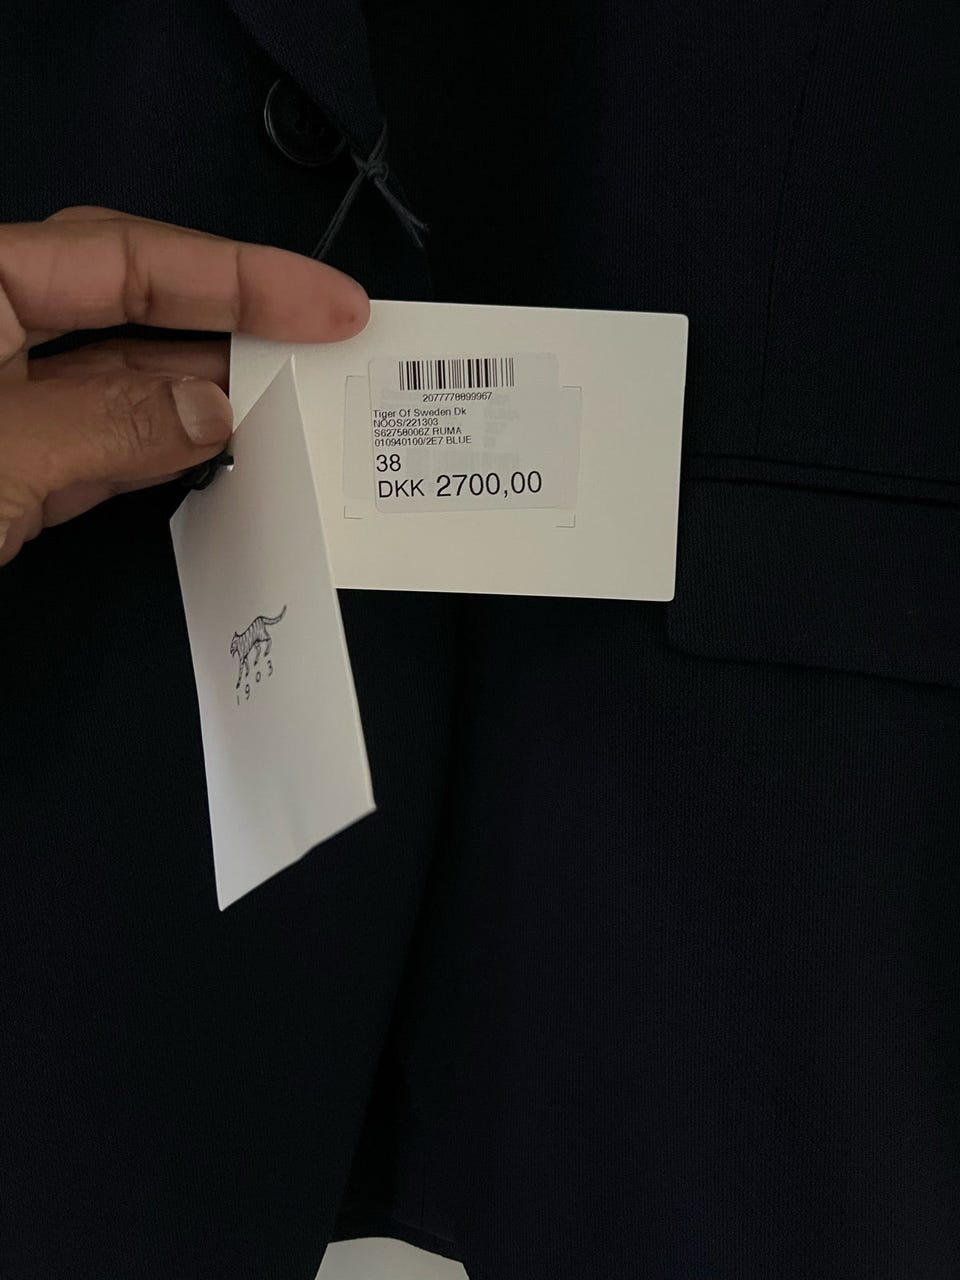 2077778899967
Tiger Of Sweden Dk
NOOS/221303
S62758006Z RUMA
010940100/2E7 BLUE
38
DKK 2700,00
1903